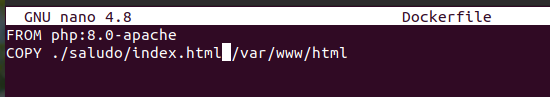 GNU nano 4.8 Dockerfile
FROM php:8.0-apache
COPY ./saludo/index.html /var/www/html